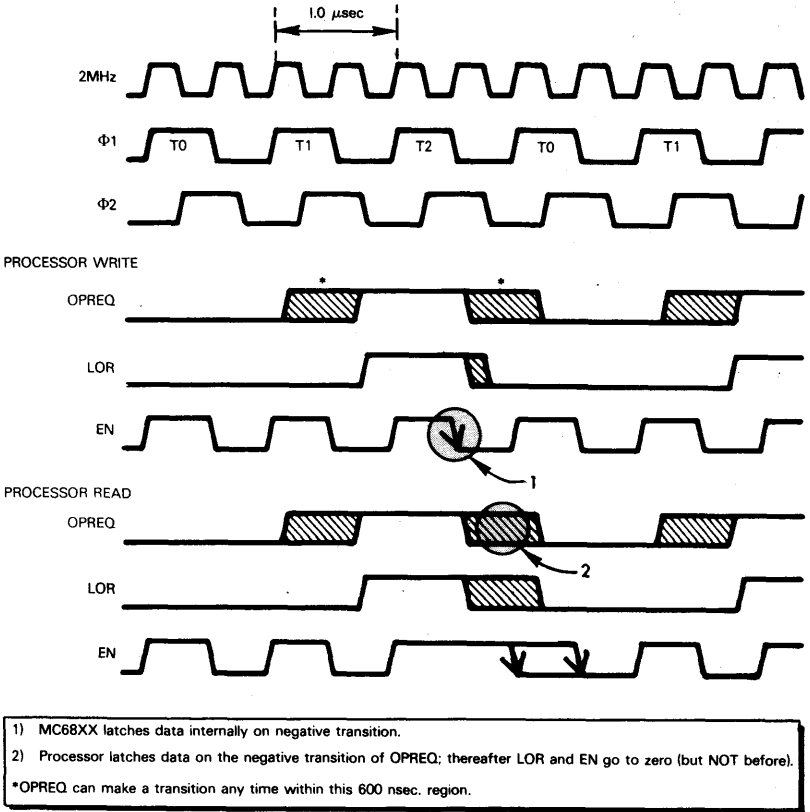 1.0 μsec
2MHz
Φ1 T0 T1 T2 T0 T1
Φ2
PROCESSOR WRITE
* *
OPREQ
LOR
EN
1
PROCESSOR READ
OPREQ
2
LOR
EN
1) MC68XX latches data internally on negative transition.
2) Processor latches data on the negative transition of OPREQ; thereafter LOR and EN go to zero (but NOT before).
*OPREQ can make a transition any time within this 600 nsec. region.